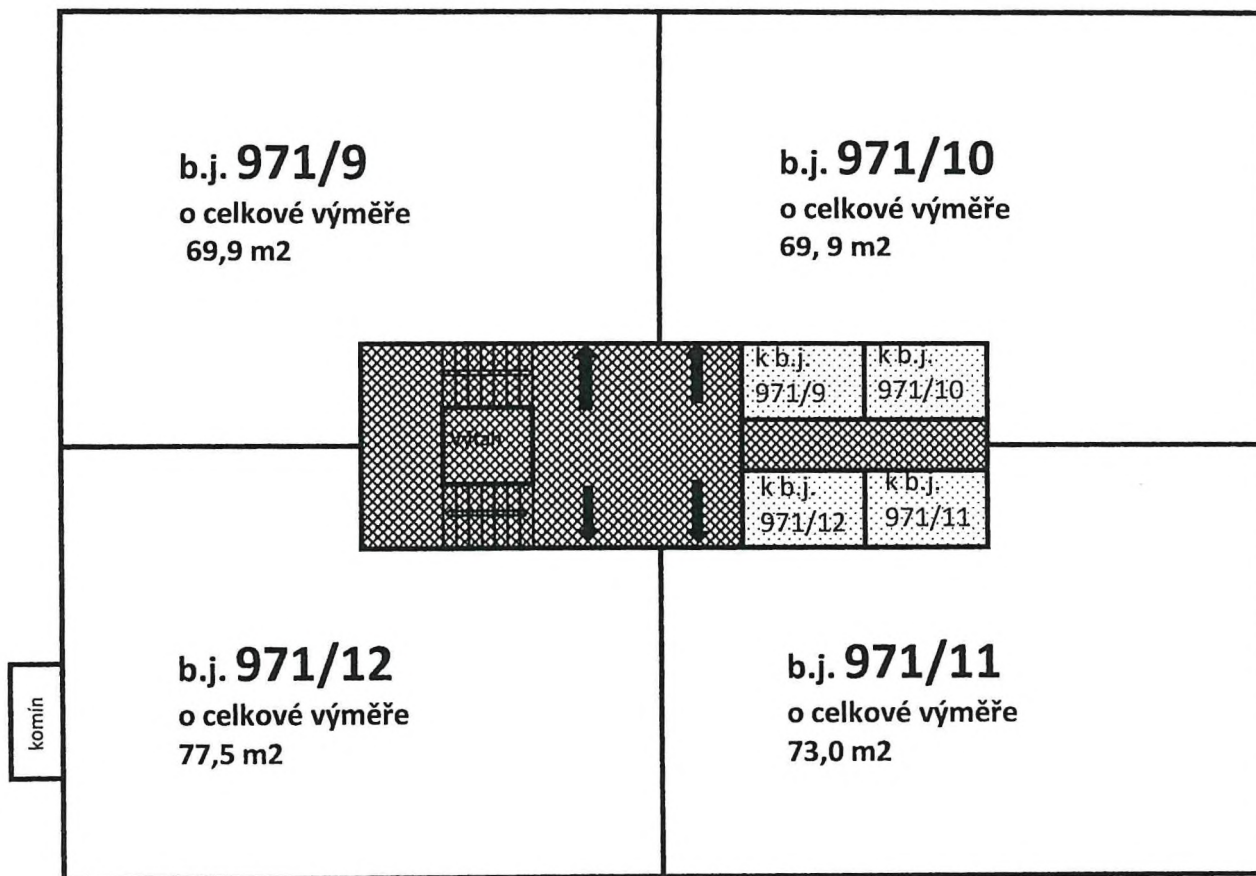 b.j. 971/9
o celkové výměře
69,9 m2
b.j. 971/10
o celkové výměře
69, 9 m2
k b.j.
971/9
k b.j.
971/10
výtah
k b.j.
971/12
k b.j.
971/11
b.j. 971/12
o celkové výměře
77,5 m2
b.j. 971/11
o celkové výměře
73,0 m2
komín